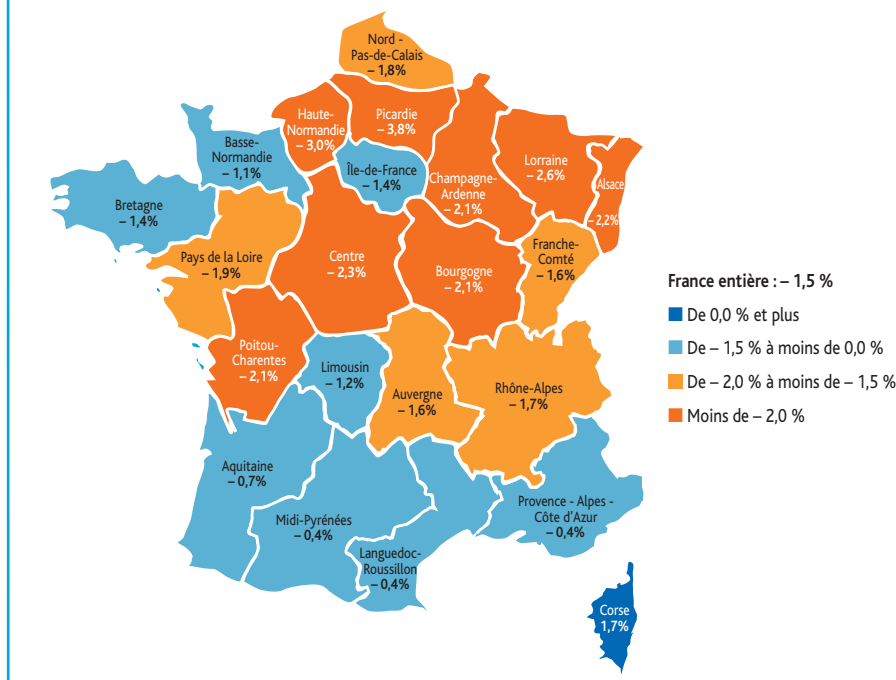 Nord -
Pas-de-Calais
– 1,8%
Haute-
Normandie
– 3,0%
Picardie
– 3,8%
Basse-
Normandie
– 1,1%
Île-de-France
– 1,4%
Champagne-
Ardenne
– 2,1%
Lorraine
– 2,6%
Alsace
– 2,2%
Bretagne
– 1,4%
Pays de la Loire
– 1,9%
Centre
– 2,3%
Bourgogne
– 2,1%
Franche-
Comté
– 1,6%
Poitou-
Charentes
– 2,1%
Limousin
– 1,2%
Auvergne
– 1,6%
Rhône-Alpes
– 1,7%
Aquitaine
– 0,7%
Midi-Pyrénées
– 0,4%
Languedoc-
Roussillon
– 0,4%
Provence - Alpes -
Côte d'Azur
– 0,4%
Corse
1,7%
France entière : – 1,5 %
De 0,0 % et plus
De – 1,5 % à moins de 0,0 %
De – 2,0 % à moins de – 1,5 %
Moins de – 2,0 %